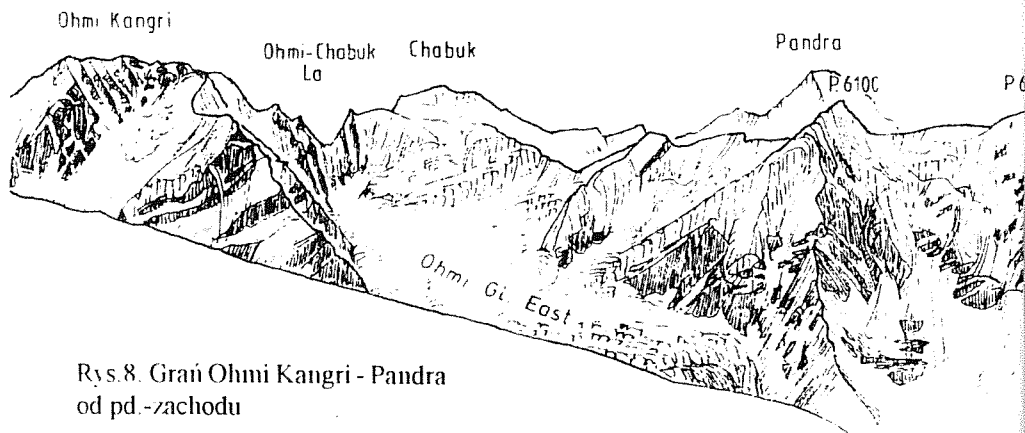 Ohmi Kangri
Ohmi-Chabuk
La
Chabuk
Pandra
P.6100
P.6
Ohmi Gl. East
Rys.8. Grań Ohmi Kangri - Pandra
od pd.-zachodu